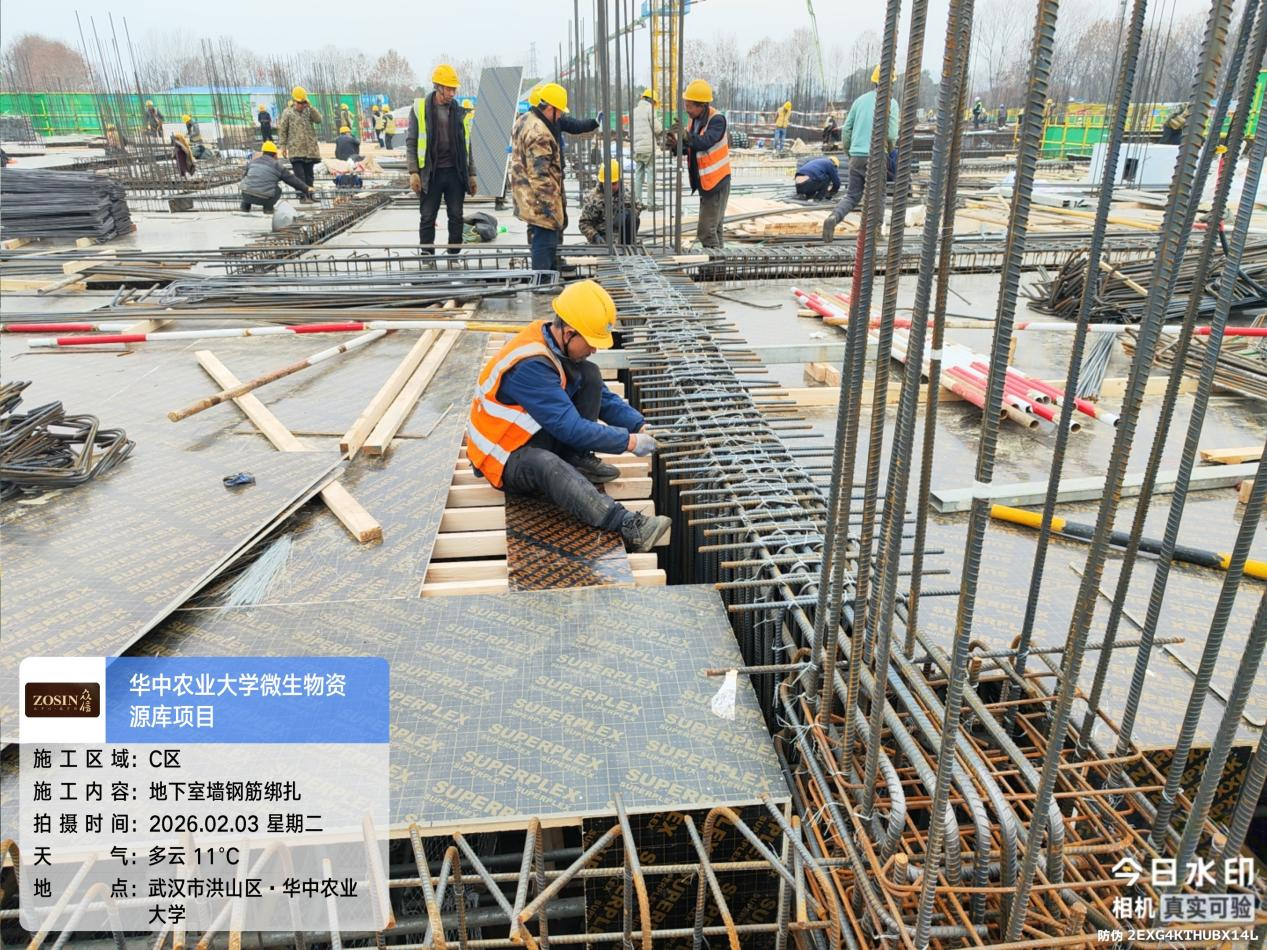 ZOSIN 众信
华中农业大学微生物资
源库项目
施工区域：C区
施工内容：地下室墙钢筋绑扎
拍摄时间：2026.02.03 星期二
天气：多云 11℃
地点：武汉市洪山区·华中农业
大学
SUPERPLEX
SUPERPLEX
SUPERPLEX
今日水印
相机 真实可验
防伪 2EXG4KTHUBX14L